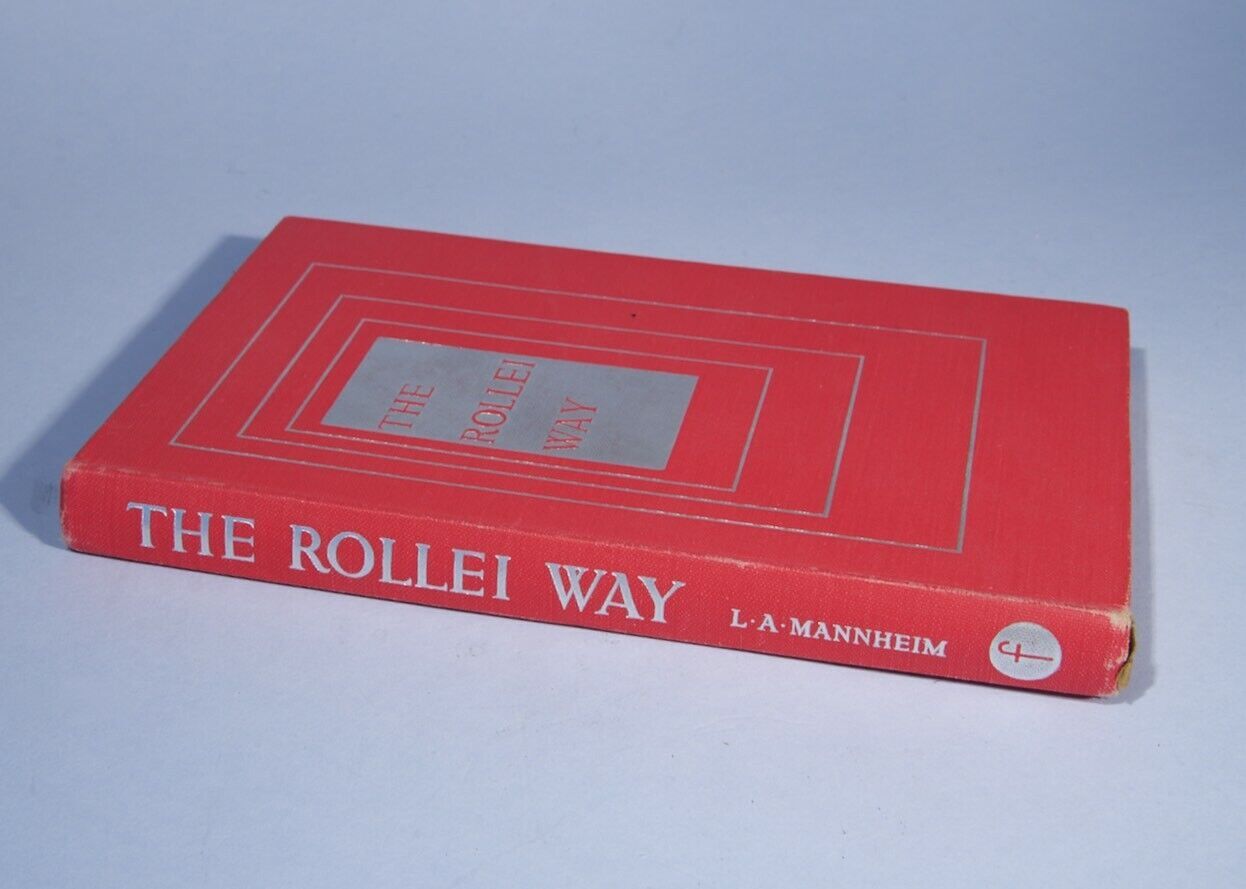 THE
ROLLEI
WAY
THE ROLLEI WAY L·A·MANNHEIM